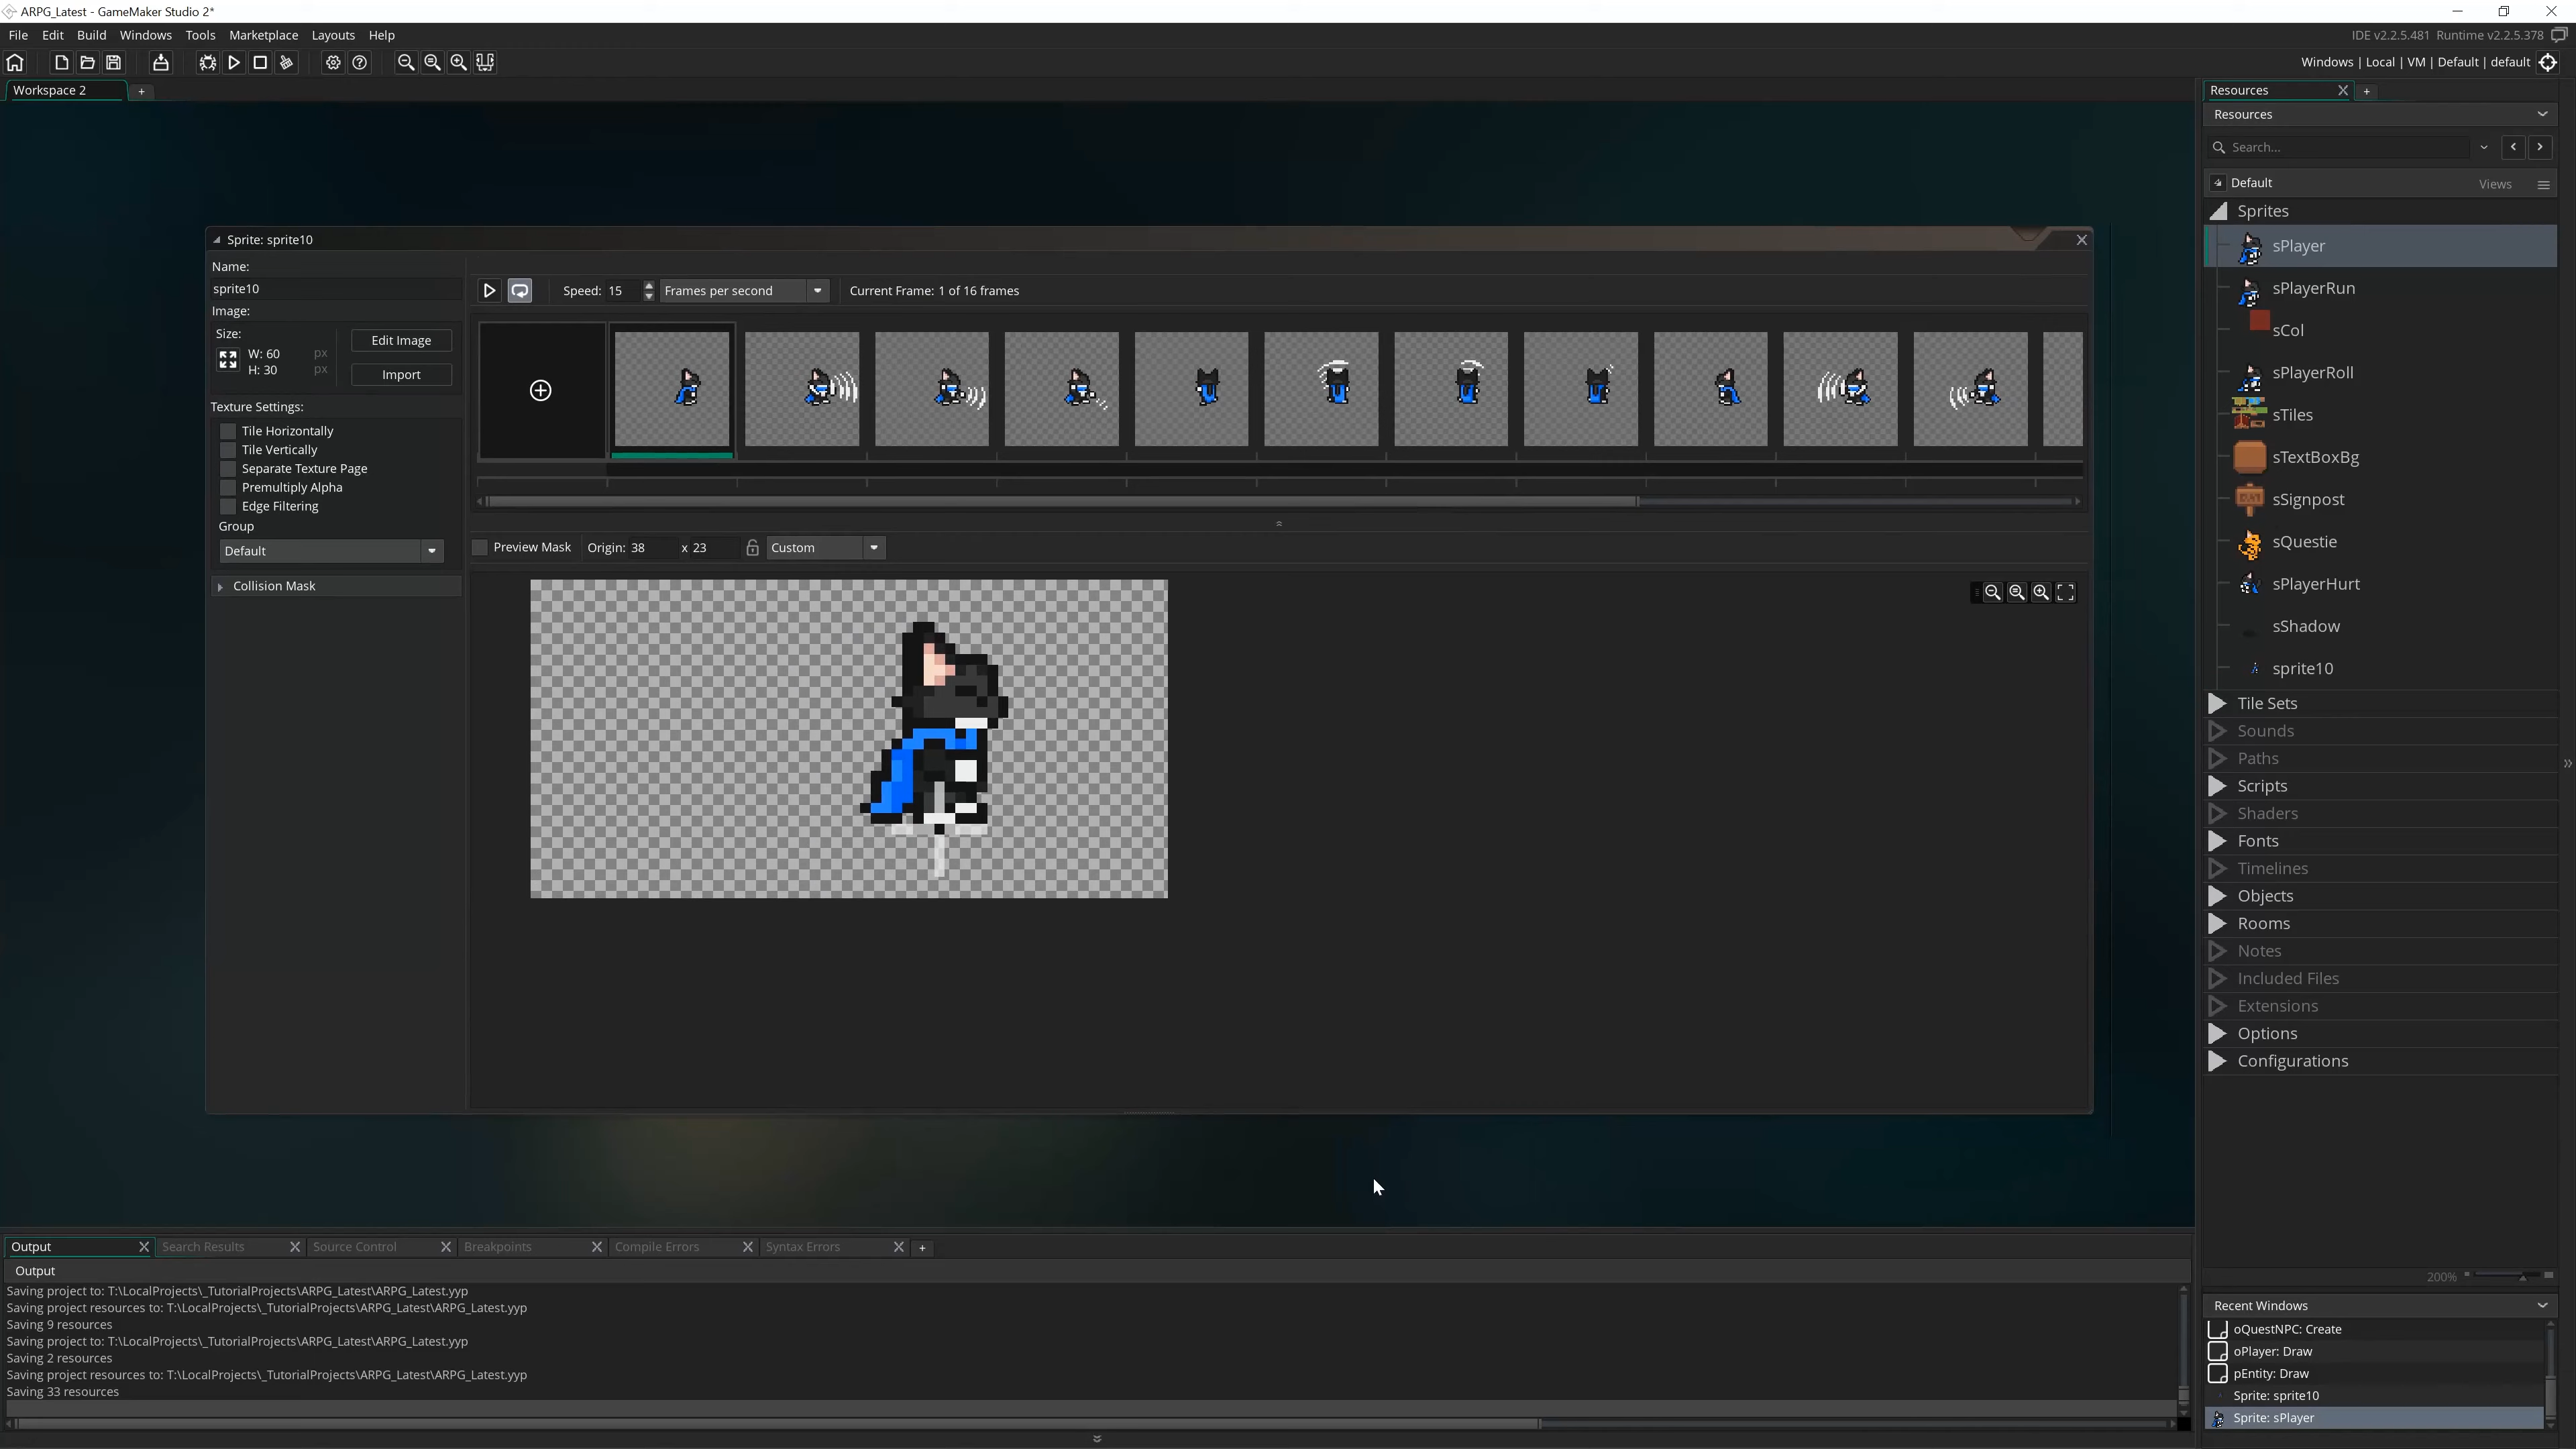 ARPG_Latest - GameMaker Studio 2*
File Edit Build Windows Tools Marketplace Layouts Help
IDE v2.2.5.481 Runtime v2.2.5.378
Windows | Local | VM | Default | default
Workspace 2
Resources
Resources
Search...
Default
Views
Sprites
sPlayer
sPlayerRun
sCol
sPlayerRoll
sTiles
sTextBoxBg
sSignpost
sQuestie
sPlayerHurt
sShadow
sprite10
Tile Sets
Sounds
Paths
Scripts
Shaders
Fonts
Timelines
Objects
Rooms
Notes
Included Files
Extensions
Options
Configurations
200%
Recent Windows
oQuestNPC: Create
oPlayer: Draw
pEntity: Draw
Sprite: sprite10
Sprite: sPlayer
Sprite: sprite10
Name:
sprite10
Image:
Size:
W: 60 px
H: 30 px
Edit Image
Import
Texture Settings:
Tile Horizontally
Tile Vertically
Separate Texture Page
Premultiply Alpha
Edge Filtering
Group
Default
Collision Mask
Speed: 15 Frames per second
Current Frame: 1 of 16 frames
Preview Mask
Origin: 38 x 23
Custom
Output Search Results Source Control Breakpoints Compile Errors Syntax Errors
Output
Saving project to: T:\LocalProjects\_TutorialProjects\ARPG_Latest\ARPG_Latest.yyp
Saving project resources to: T:\LocalProjects\_TutorialProjects\ARPG_Latest\ARPG_Latest.yyp
Saving 9 resources
Saving project to: T:\LocalProjects\_TutorialProjects\ARPG_Latest\ARPG_Latest.yyp
Saving 2 resources
Saving project resources to: T:\LocalProjects\_TutorialProjects\ARPG_Latest\ARPG_Latest.yyp
Saving 33 resources